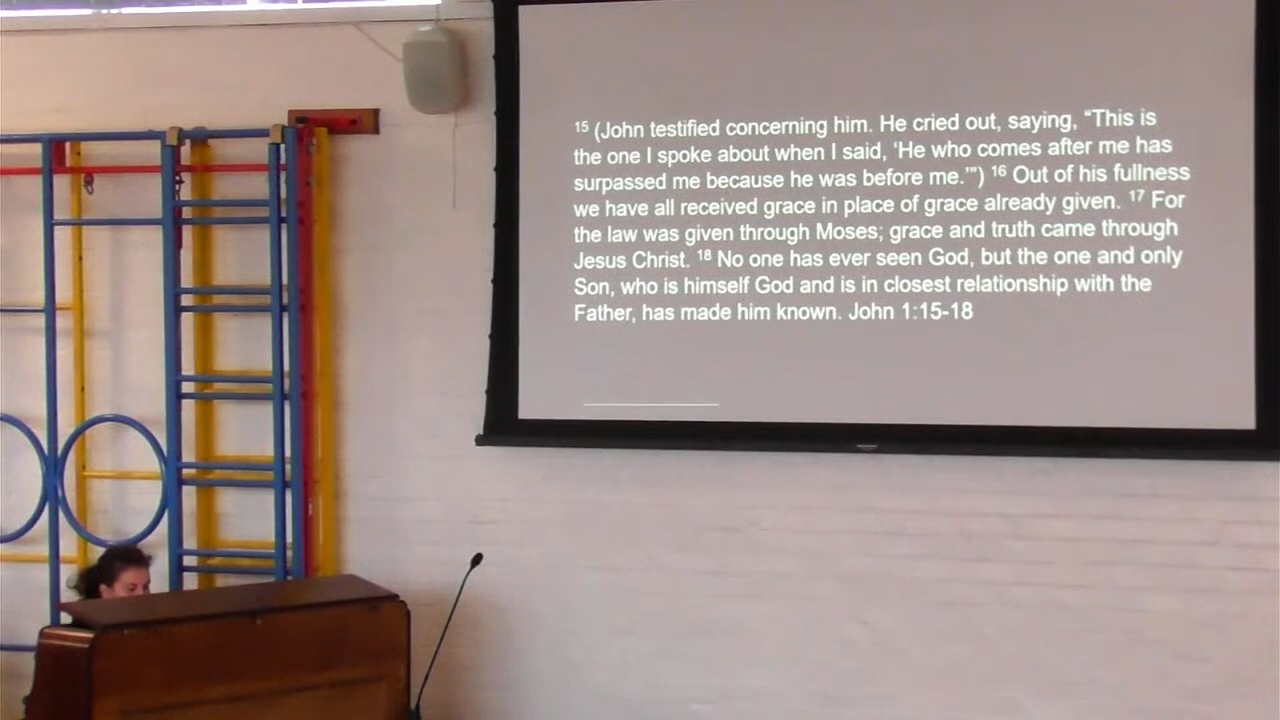 15 (John testified concerning him. He cried out, saying, “This is
the one I spoke about when I said, ‘He who comes after me has
surpassed me because he was before me.’”) 16 Out of his fullness
we have all received grace in place of grace already given. 17 For
the law was given through Moses; grace and truth came through
Jesus Christ. 18 No one has ever seen God, but the one and only
Son, who is himself God and is in closest relationship with the
Father, has made him known. John 1:15-18